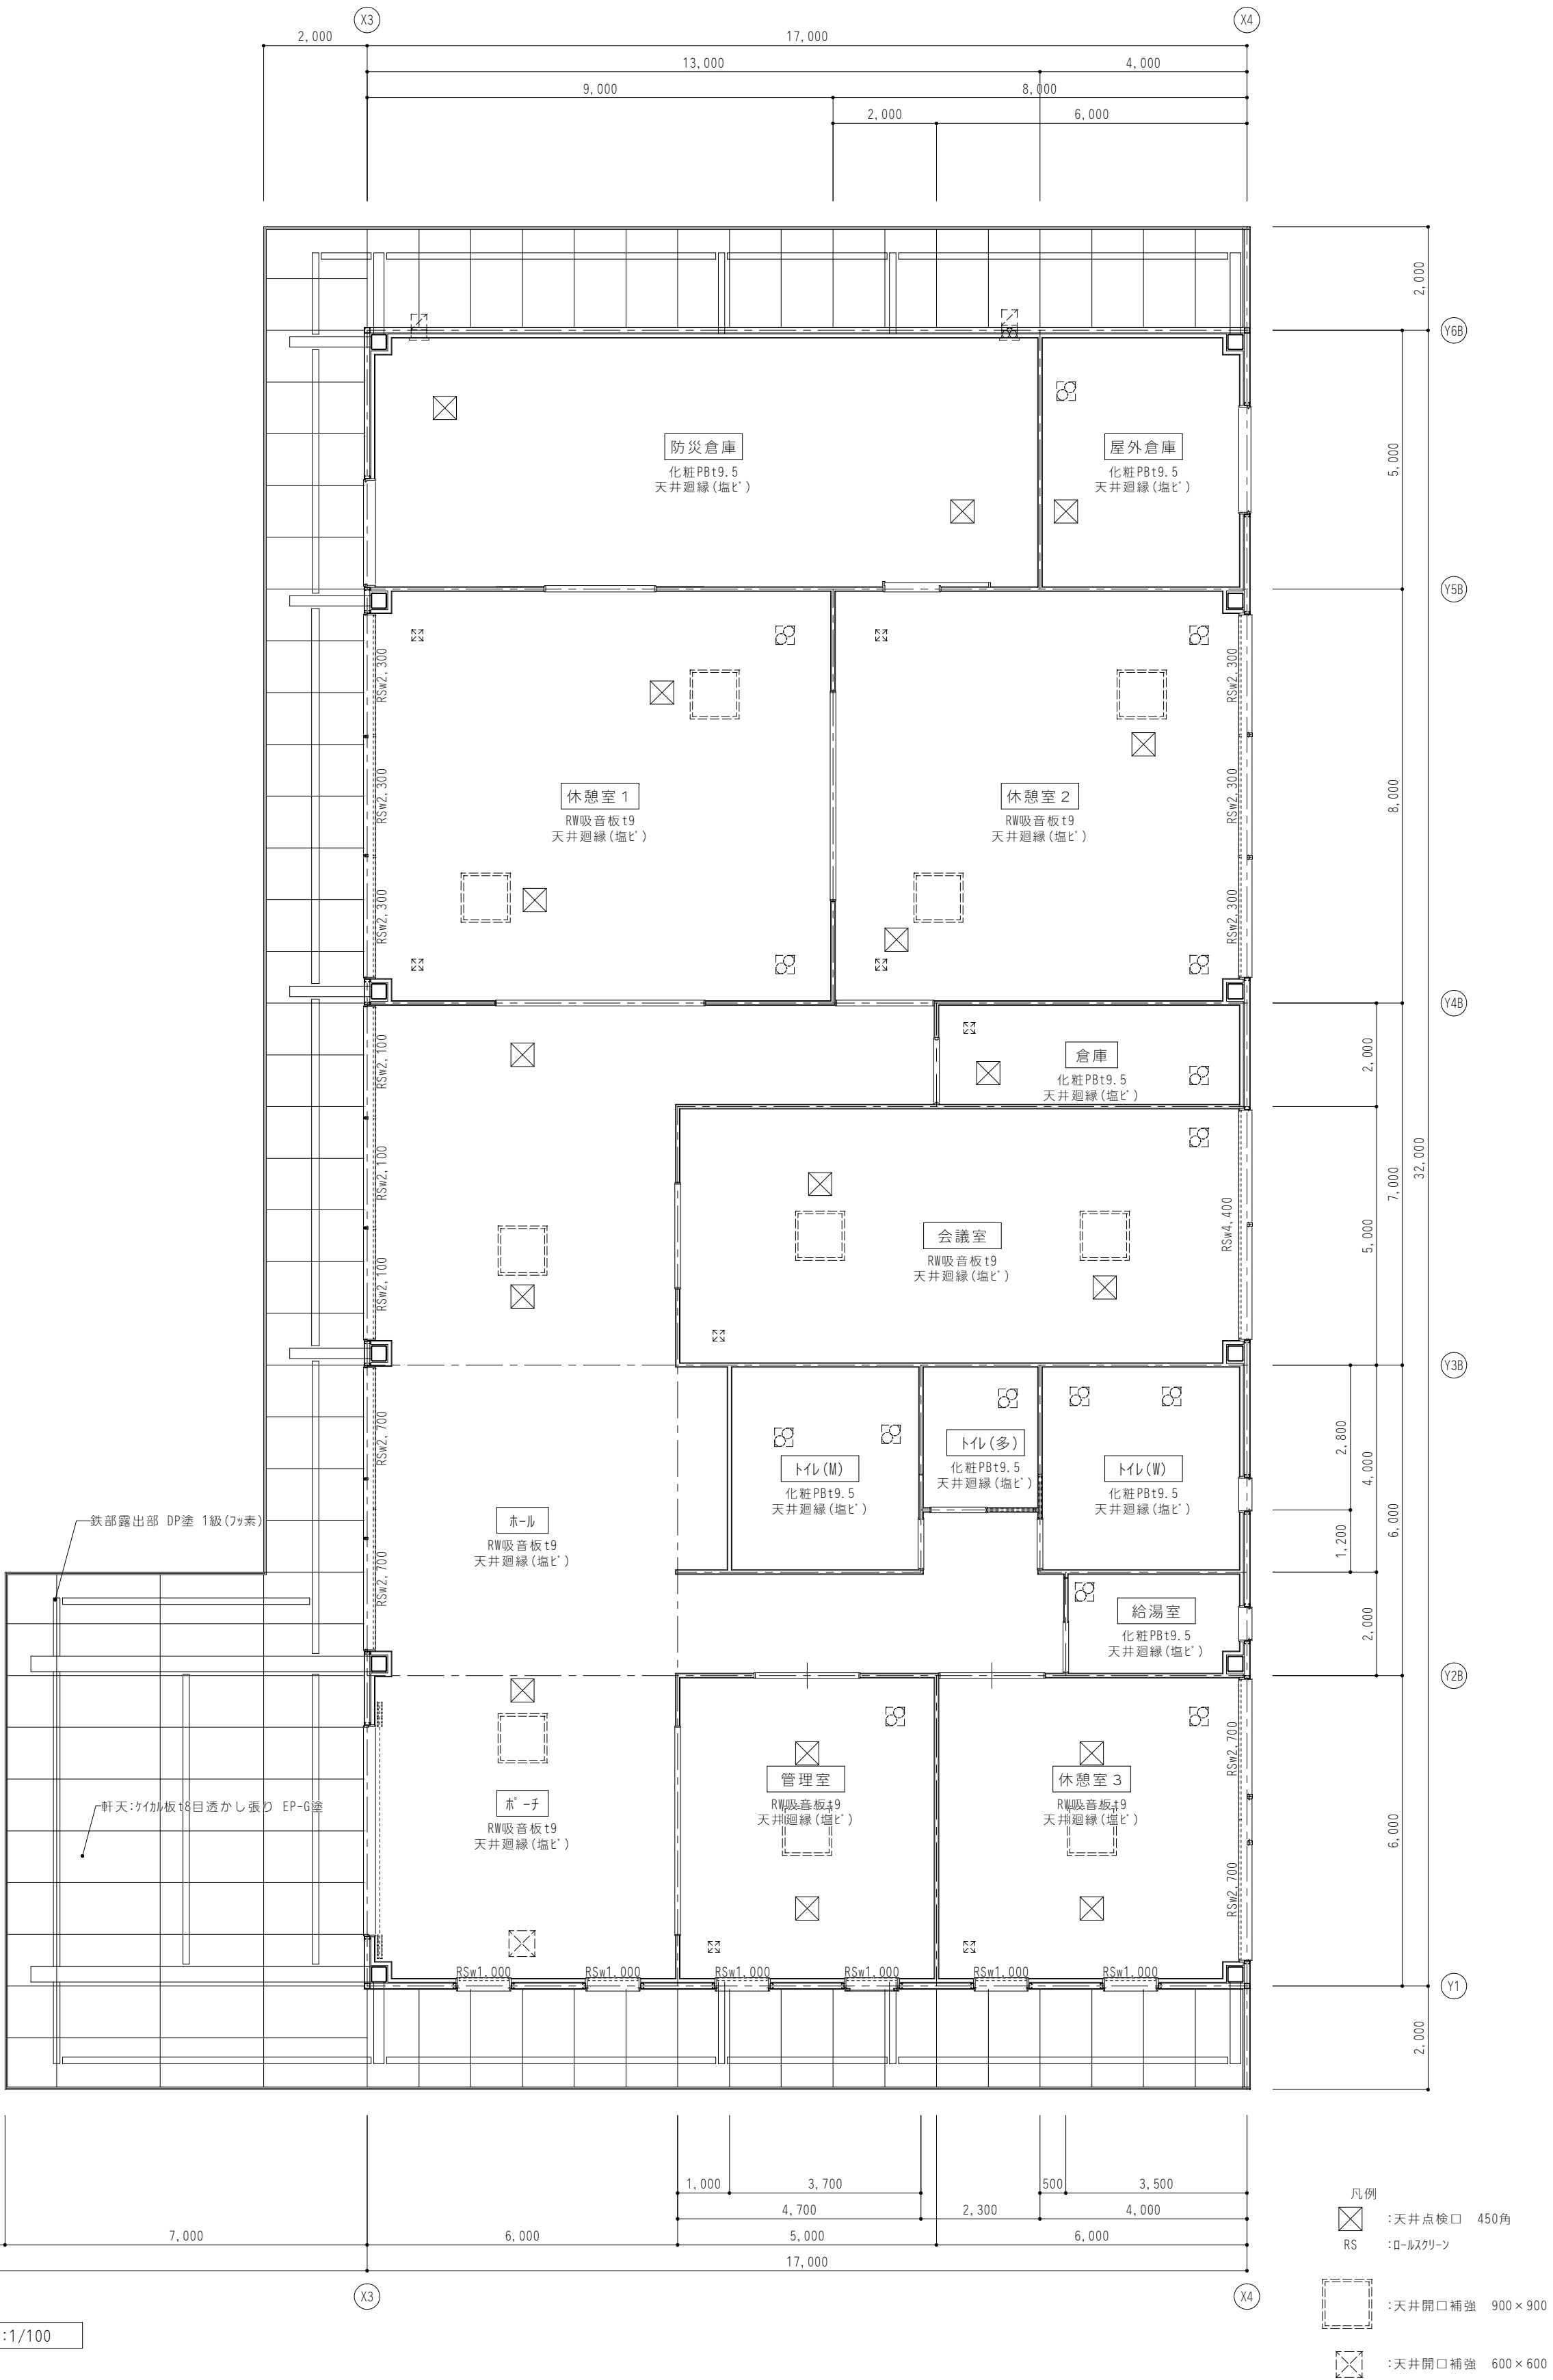 X3
X4
2,000
17,000
13,000
4,000
9,000
8,000
2,000
6,000
2,000
Y6B
防災倉庫
化粧PBt9.5
天井廻縁(塩ビ)
屋外倉庫
化粧PBt9.5
天井廻縁(塩ビ)
5,000
Y5B
RSw2,300
RSw2,300
RSw2,300
RSw2,300
RSw2,300
RSw2,300
休憩室1
RW吸音板t9
天井廻縁(塩ビ)
休憩室2
RW吸音板t9
天井廻縁(塩ビ)
8,000
Y4B
RSw2,100
RSw2,100
RSw2,100
倉庫
化粧PBt9.5
天井廻縁(塩ビ)
2,000
32,000
7,000
会議室
RW吸音板t9
天井廻縁(塩ビ)
RSw4,400
5,000
Y3B
RSw2,700
RSw2,700
トイレ(多)
化粧PBt9.5
天井廻縁(塩ビ)
トイレ(M)
化粧PBt9.5
天井廻縁(塩ビ)
トイレ(W)
化粧PBt9.5
天井廻縁(塩ビ)
2,800
4,000
6,000
1,200
鉄部露出部 DP塗 1級(フッ素)
ホール
RW吸音板t9
天井廻縁(塩ビ)
給湯室
化粧PBt9.5
天井廻縁(塩ビ)
2,000
Y2B
軒天:ケイカル板t8目透かし張り EP-G塗
ポーチ
RW吸音板t9
天井廻縁(塩ビ)
管理室
RW吸音板t9
天井廻縁(塩ビ)
休憩室3
RW吸音板t9
天井廻縁(塩ビ)
RSw2,700
RSw2,700
6,000
RSw1,000
RSw1,000
RSw1,000
RSw1,000
RSw1,000
RSw1,000
Y1
2,000
1,000
3,700
500
3,500
4,700
2,300
4,000
7,000
6,000
5,000
6,000
17,000
X3
X4
凡例
:天井点検口 450角
RS :ロールスクリーン
:天井開口補強 900×900
:天井開口補強 600×600
:1/100